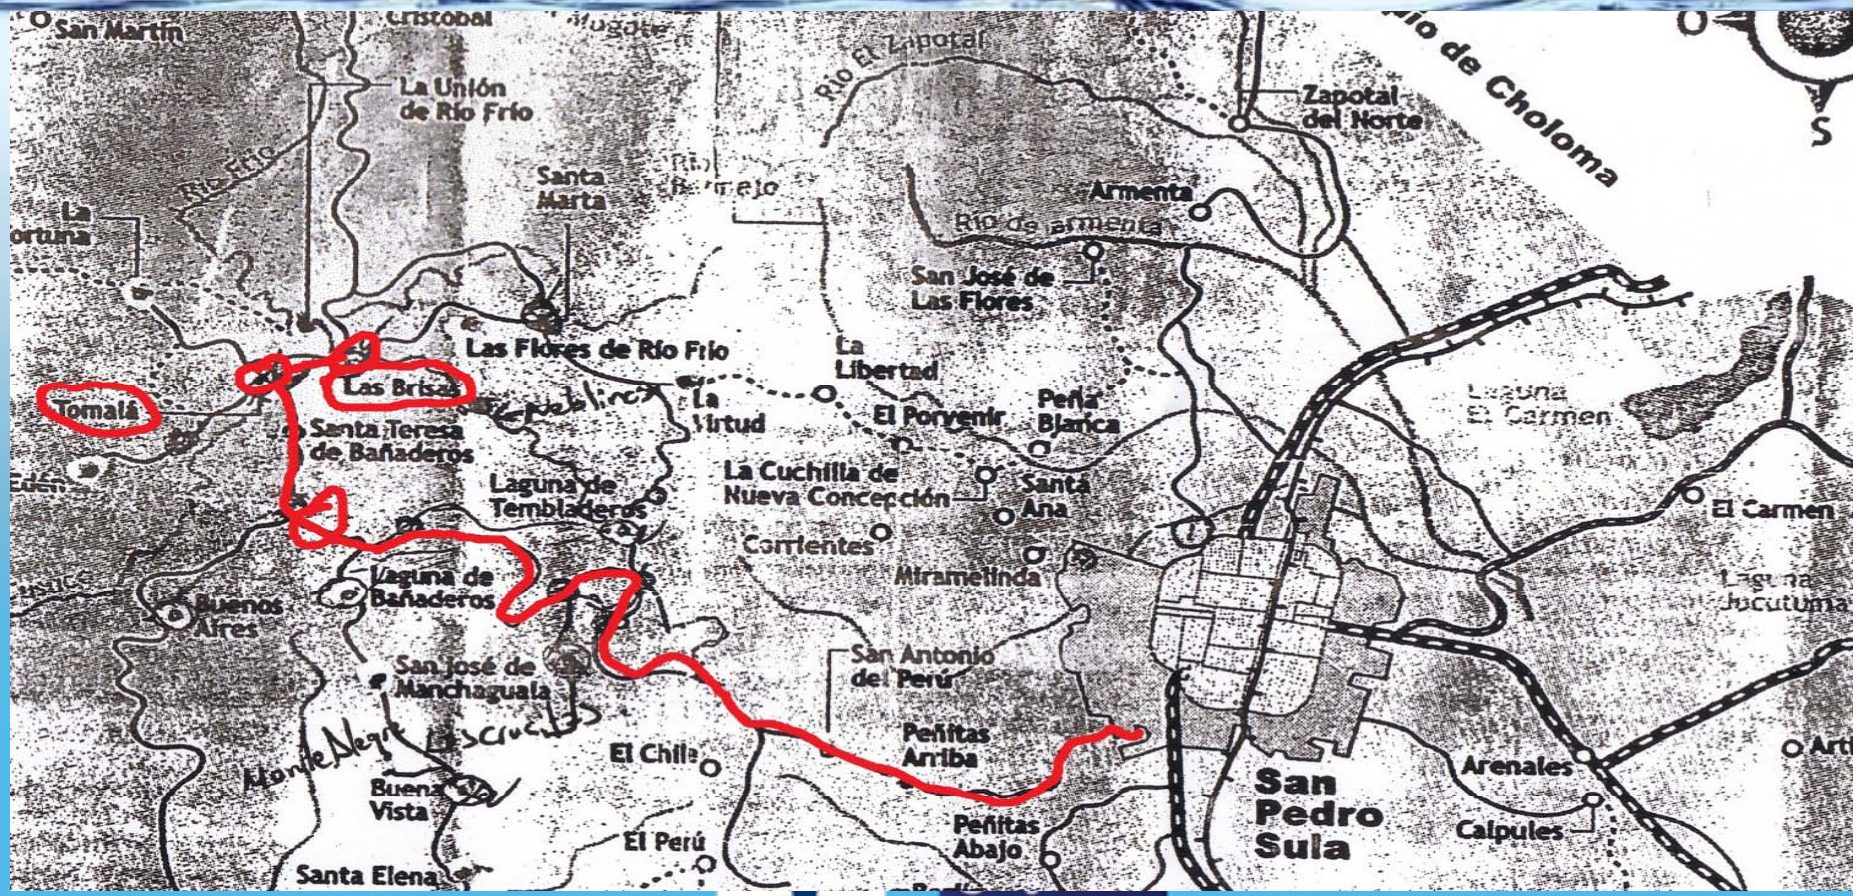 San Martín
Cristóbal
La Unión
de Río Frío
Río El Zapotal
Río de Choloma
O
S
Zapotal
del Norte
Río Frío
Santa
Marta
Armenta
Río de armenta
La
ortuna
San José de
Las Flores
Las Flores de Río Frío
La
Libertad
Las Brisas
Tomalá
La
Virtud
El Porvenir
Peña
Blanca
Laguna
El Carmen
Santa Teresa
de Bañaderos
La Cuchilla de
Nueva Concepción
Laguna de
Tembladeros
Santa
Ana
El Carmen
Edén
Corrientes
Miramelinda
Laguna de
Bañaderos
Laguna
Jucutuma
Buenos
Aires
San José de
Manchaguala
San Antonio
del Perú
Monte Negro
Las Cruces
Peñitas
Arriba
El Chile
Buena
Vista
Arenales
San
Pedro
Sula
Peñitas
Abajo
Calpules
El Perú
Santa Elena